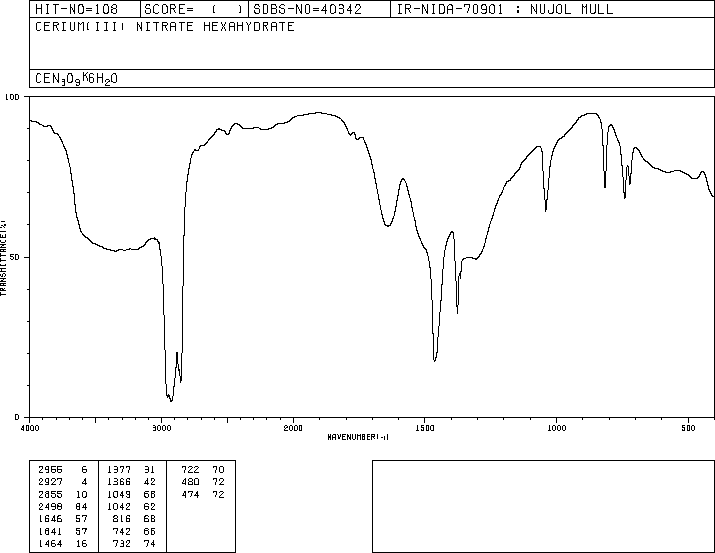 HIT-NO=108 SCORE= ( ) SDBS-NO=40342 IR-NIDA-70901 : NUJOL MULL
CERIUM(III) NITRATE HEXAHYDRATE
CEN3O9*6H2O
100
50
0
TRANSMITTANCE(%)
4000 3000 2000 1500 1000 500
WAVENUMBER(-1)
2956 6 1377 31 722 70
2927 4 1366 42 480 72
2855 10 1049 66 474 72
2498 84 1042 62
1646 57 816 68
1641 57 742 66
1464 16 732 74